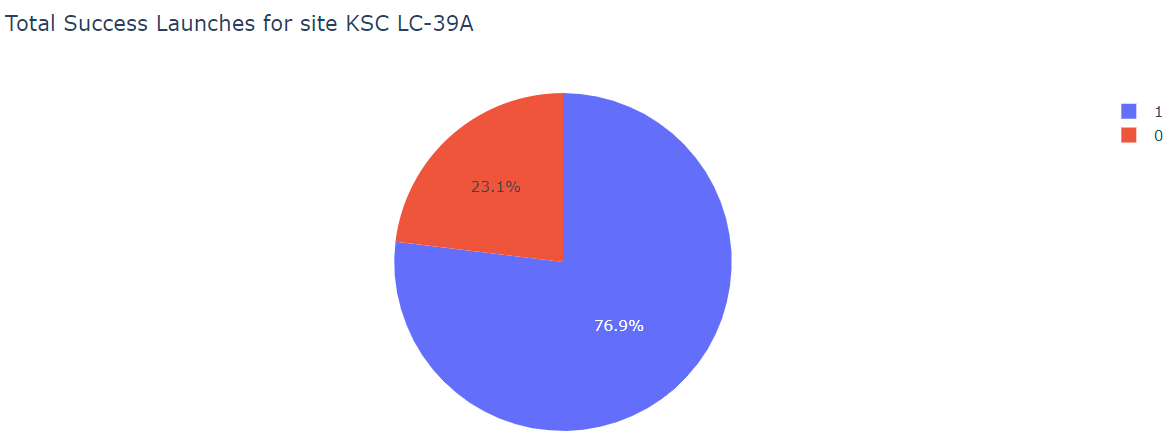 Total Success Launches for site KSC LC-39A
1
0
23.1%
76.9%